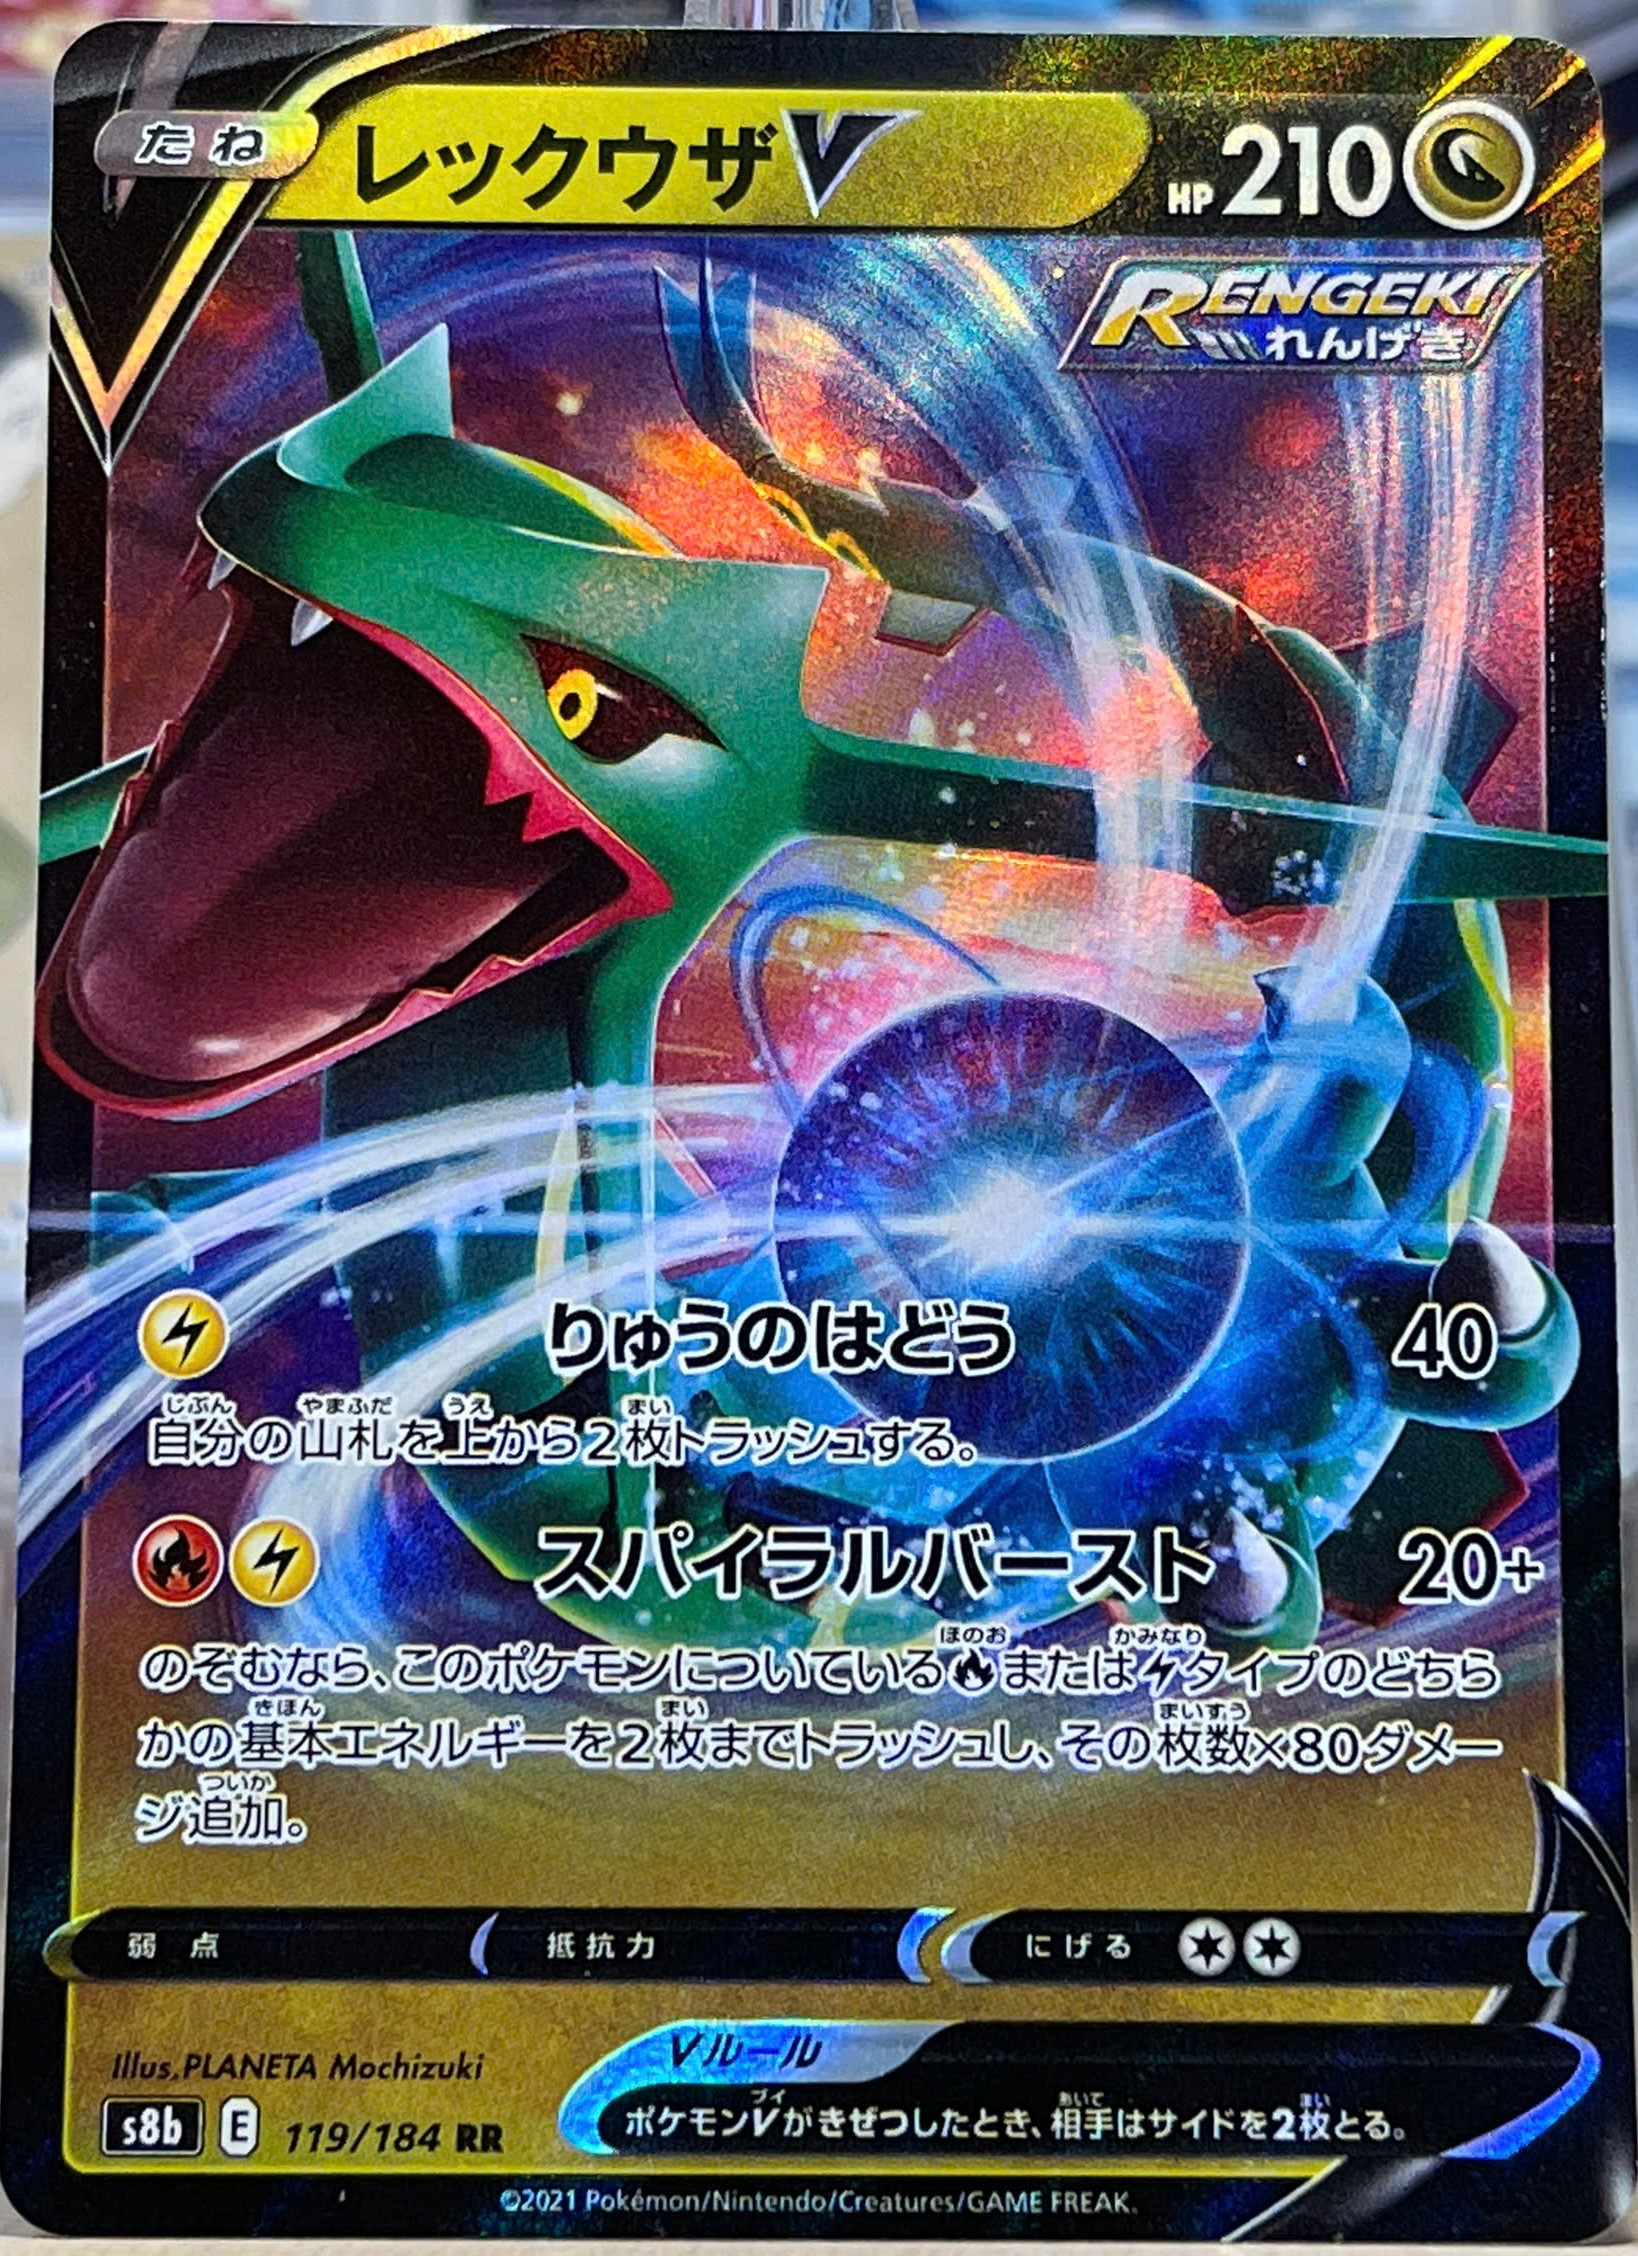 たね
レックウザV
HP 210
RENGEKI
れんげき
りゅうのはどう 40
自分の山札を上から2枚トラッシュする。
スパイラルバースト 20+
のぞむなら、このポケモンについているまたはタイプのどちら
かの基本エネルギーを2枚までトラッシュし、その枚数×80ダメー
ジ追加。
弱点 抵抗力 にげる
Illus.PLANETA Mochizuki
Vルール
ポケモンVがきぜつしたとき、相手はサイドを2枚とる。
s8b E 119/184 RR
©2021 Pokémon/Nintendo/Creatures/GAME FREAK.